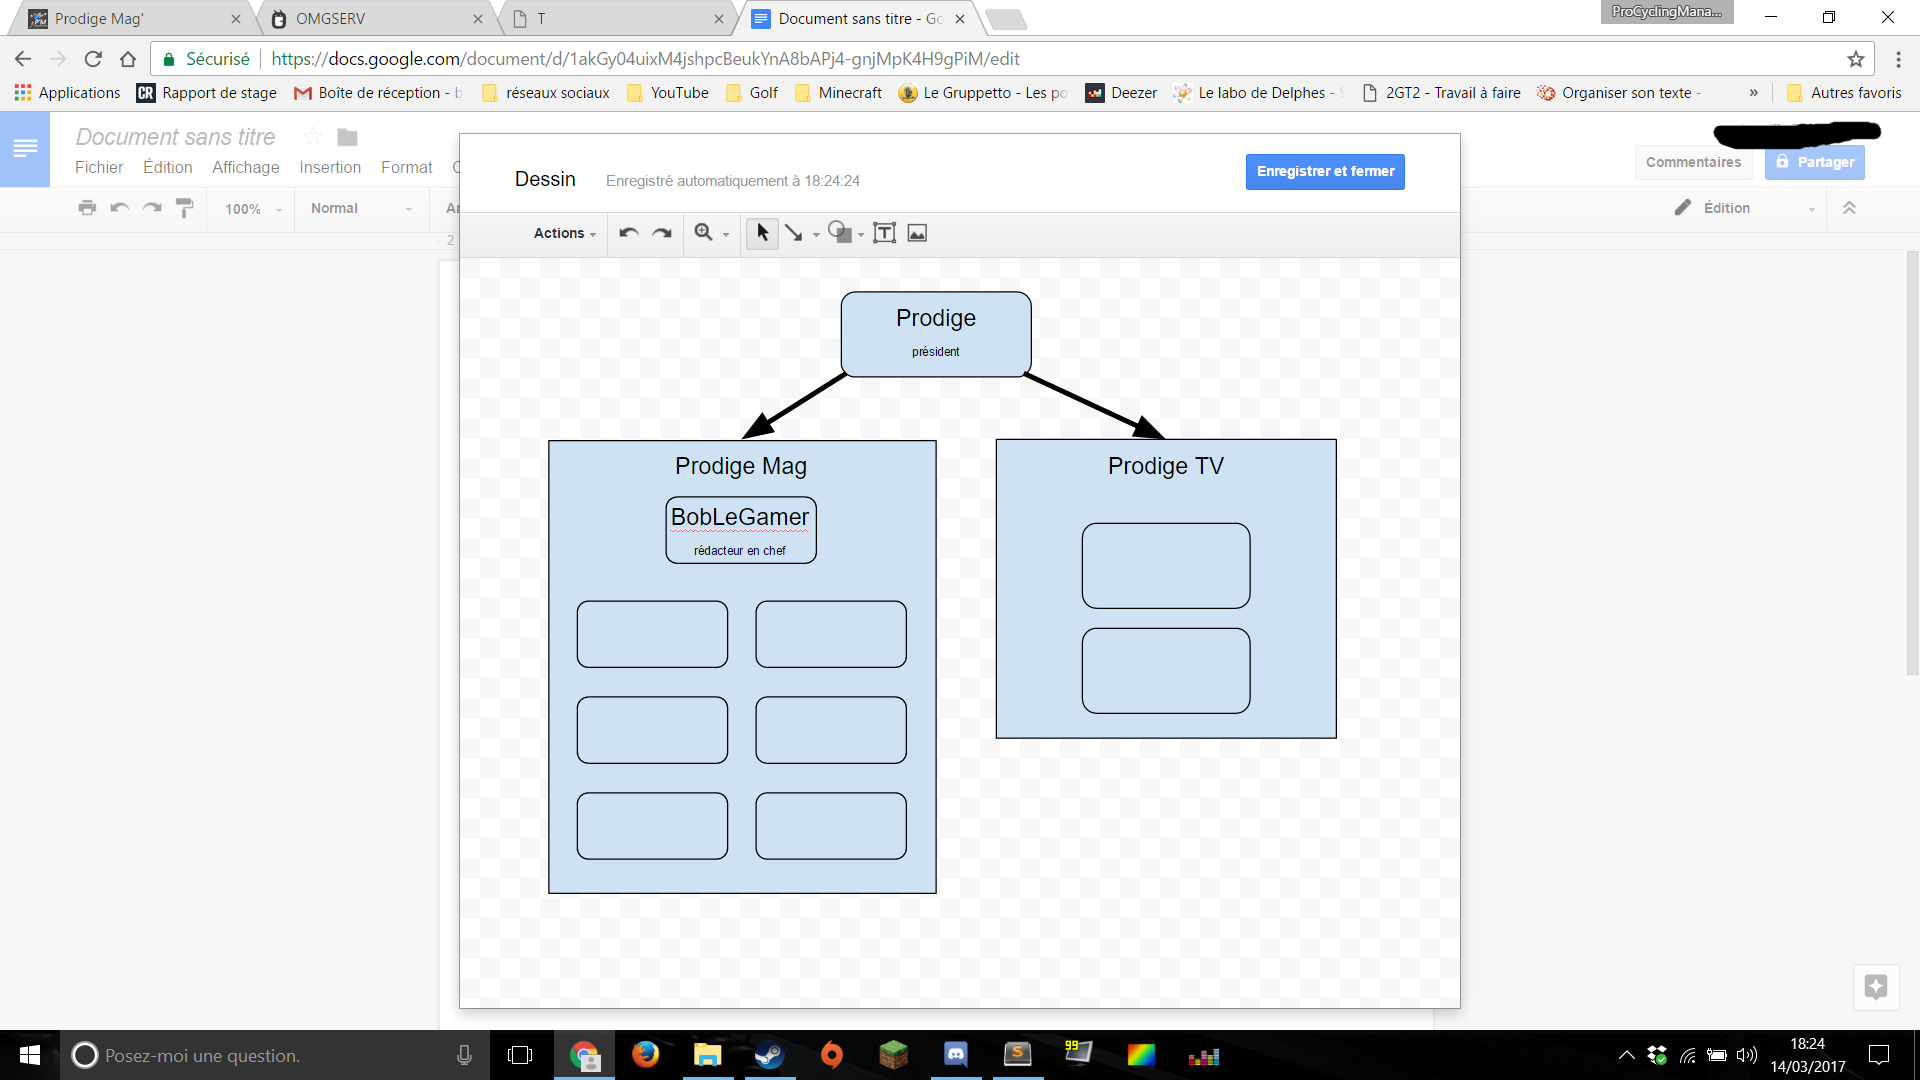 Prodige Mag'
OMGSERV
T
Document sans titre - Go
ProCyclingMana...
Sécurisé
https://docs.google.com/document/d/1akGy04uixM4jshpcBeukYnA8bAPj4-gnjMpK4H9gPiM/edit
Applications
CR Rapport de stage
Boîte de réception - b
réseaux sociaux
YouTube
Golf
Minecraft
Le Gruppetto - Les po
Deezer
Le labo de Delphes -
2GT2 - Travail à faire
Organiser son texte -
»
Autres favoris
Document sans titre
Fichier Édition Affichage Insertion Format
Commentaires
Partager
100%
Normal
Ar
Édition
2
Dessin
Enregistré automatiquement à 18:24:24
Enregistrer et fermer
Actions
Prodige
président
Prodige Mag
BobLeGamer
rédacteur en chef
Prodige TV
Posez-moi une question.
99
18:24
14/03/2017